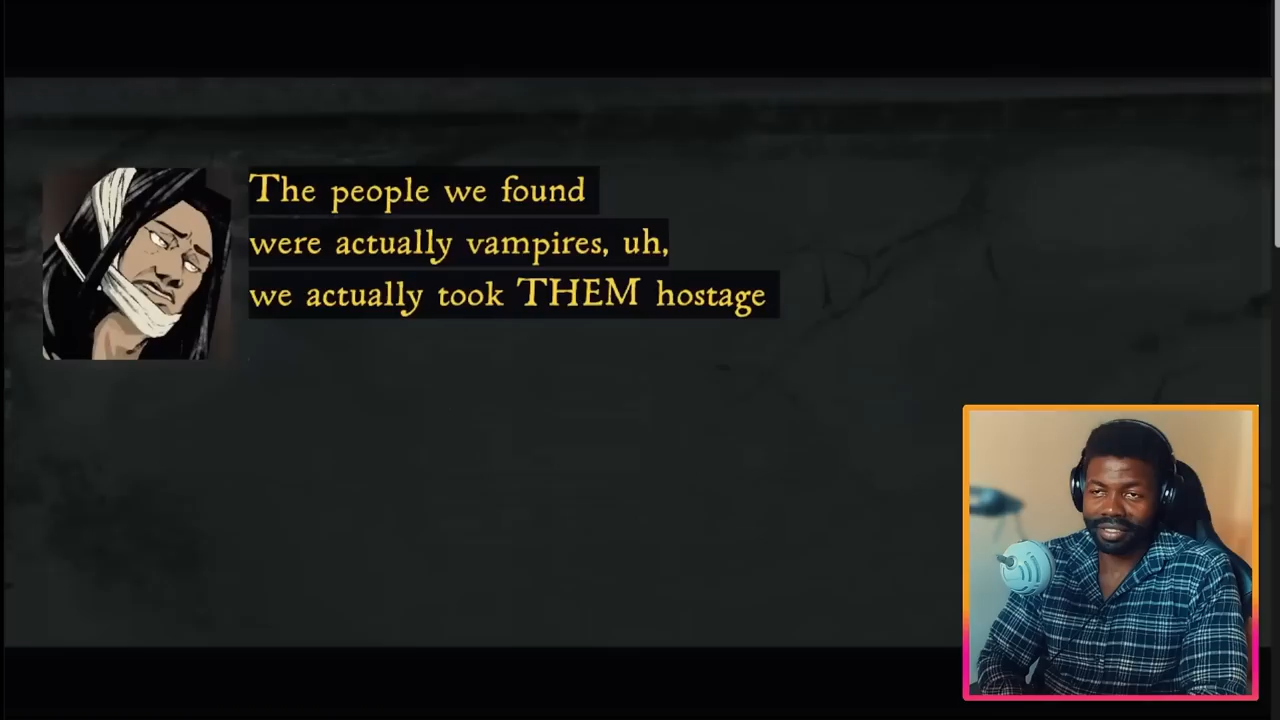 The people we found
were actually vampires, uh,
we actually took THEM hostage